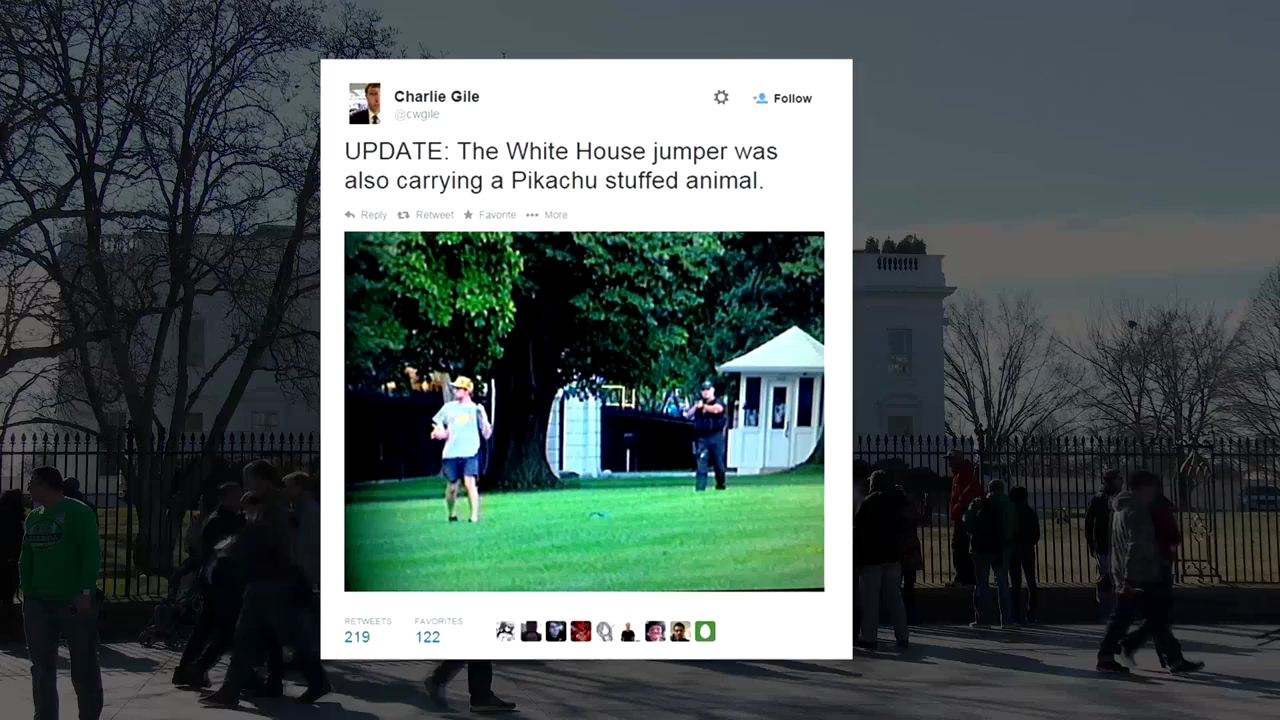 Charlie Gile
@cwgile
Follow
UPDATE: The White House jumper was
also carrying a Pikachu stuffed animal.
Reply Retweet Favorite More
RETWEETS FAVORITES
219 122